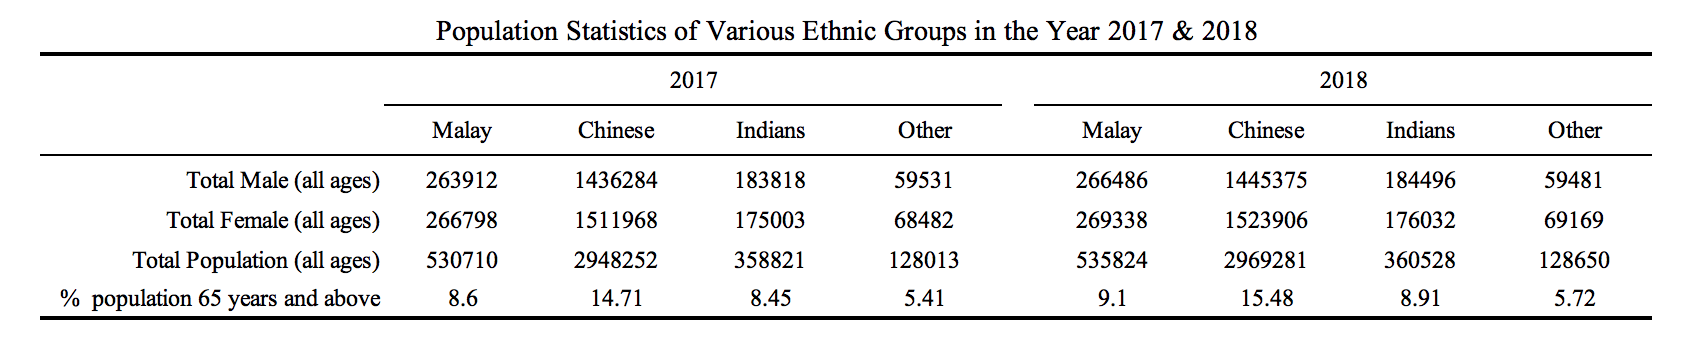 Population Statistics of Various Ethnic Groups in the Year 2017 & 2018
2017 2018
Malay Chinese Indians Other Malay Chinese Indians Other
Total Male (all ages) 263912 1436284 183818 59531 266486 1445375 184496 59481
Total Female (all ages) 266798 1511968 175003 68482 269338 1523906 176032 69169
Total Population (all ages) 530710 2948252 358821 128013 535824 2969281 360528 128650
% population 65 years and above 8.6 14.71 8.45 5.41 9.1 15.48 8.91 5.72